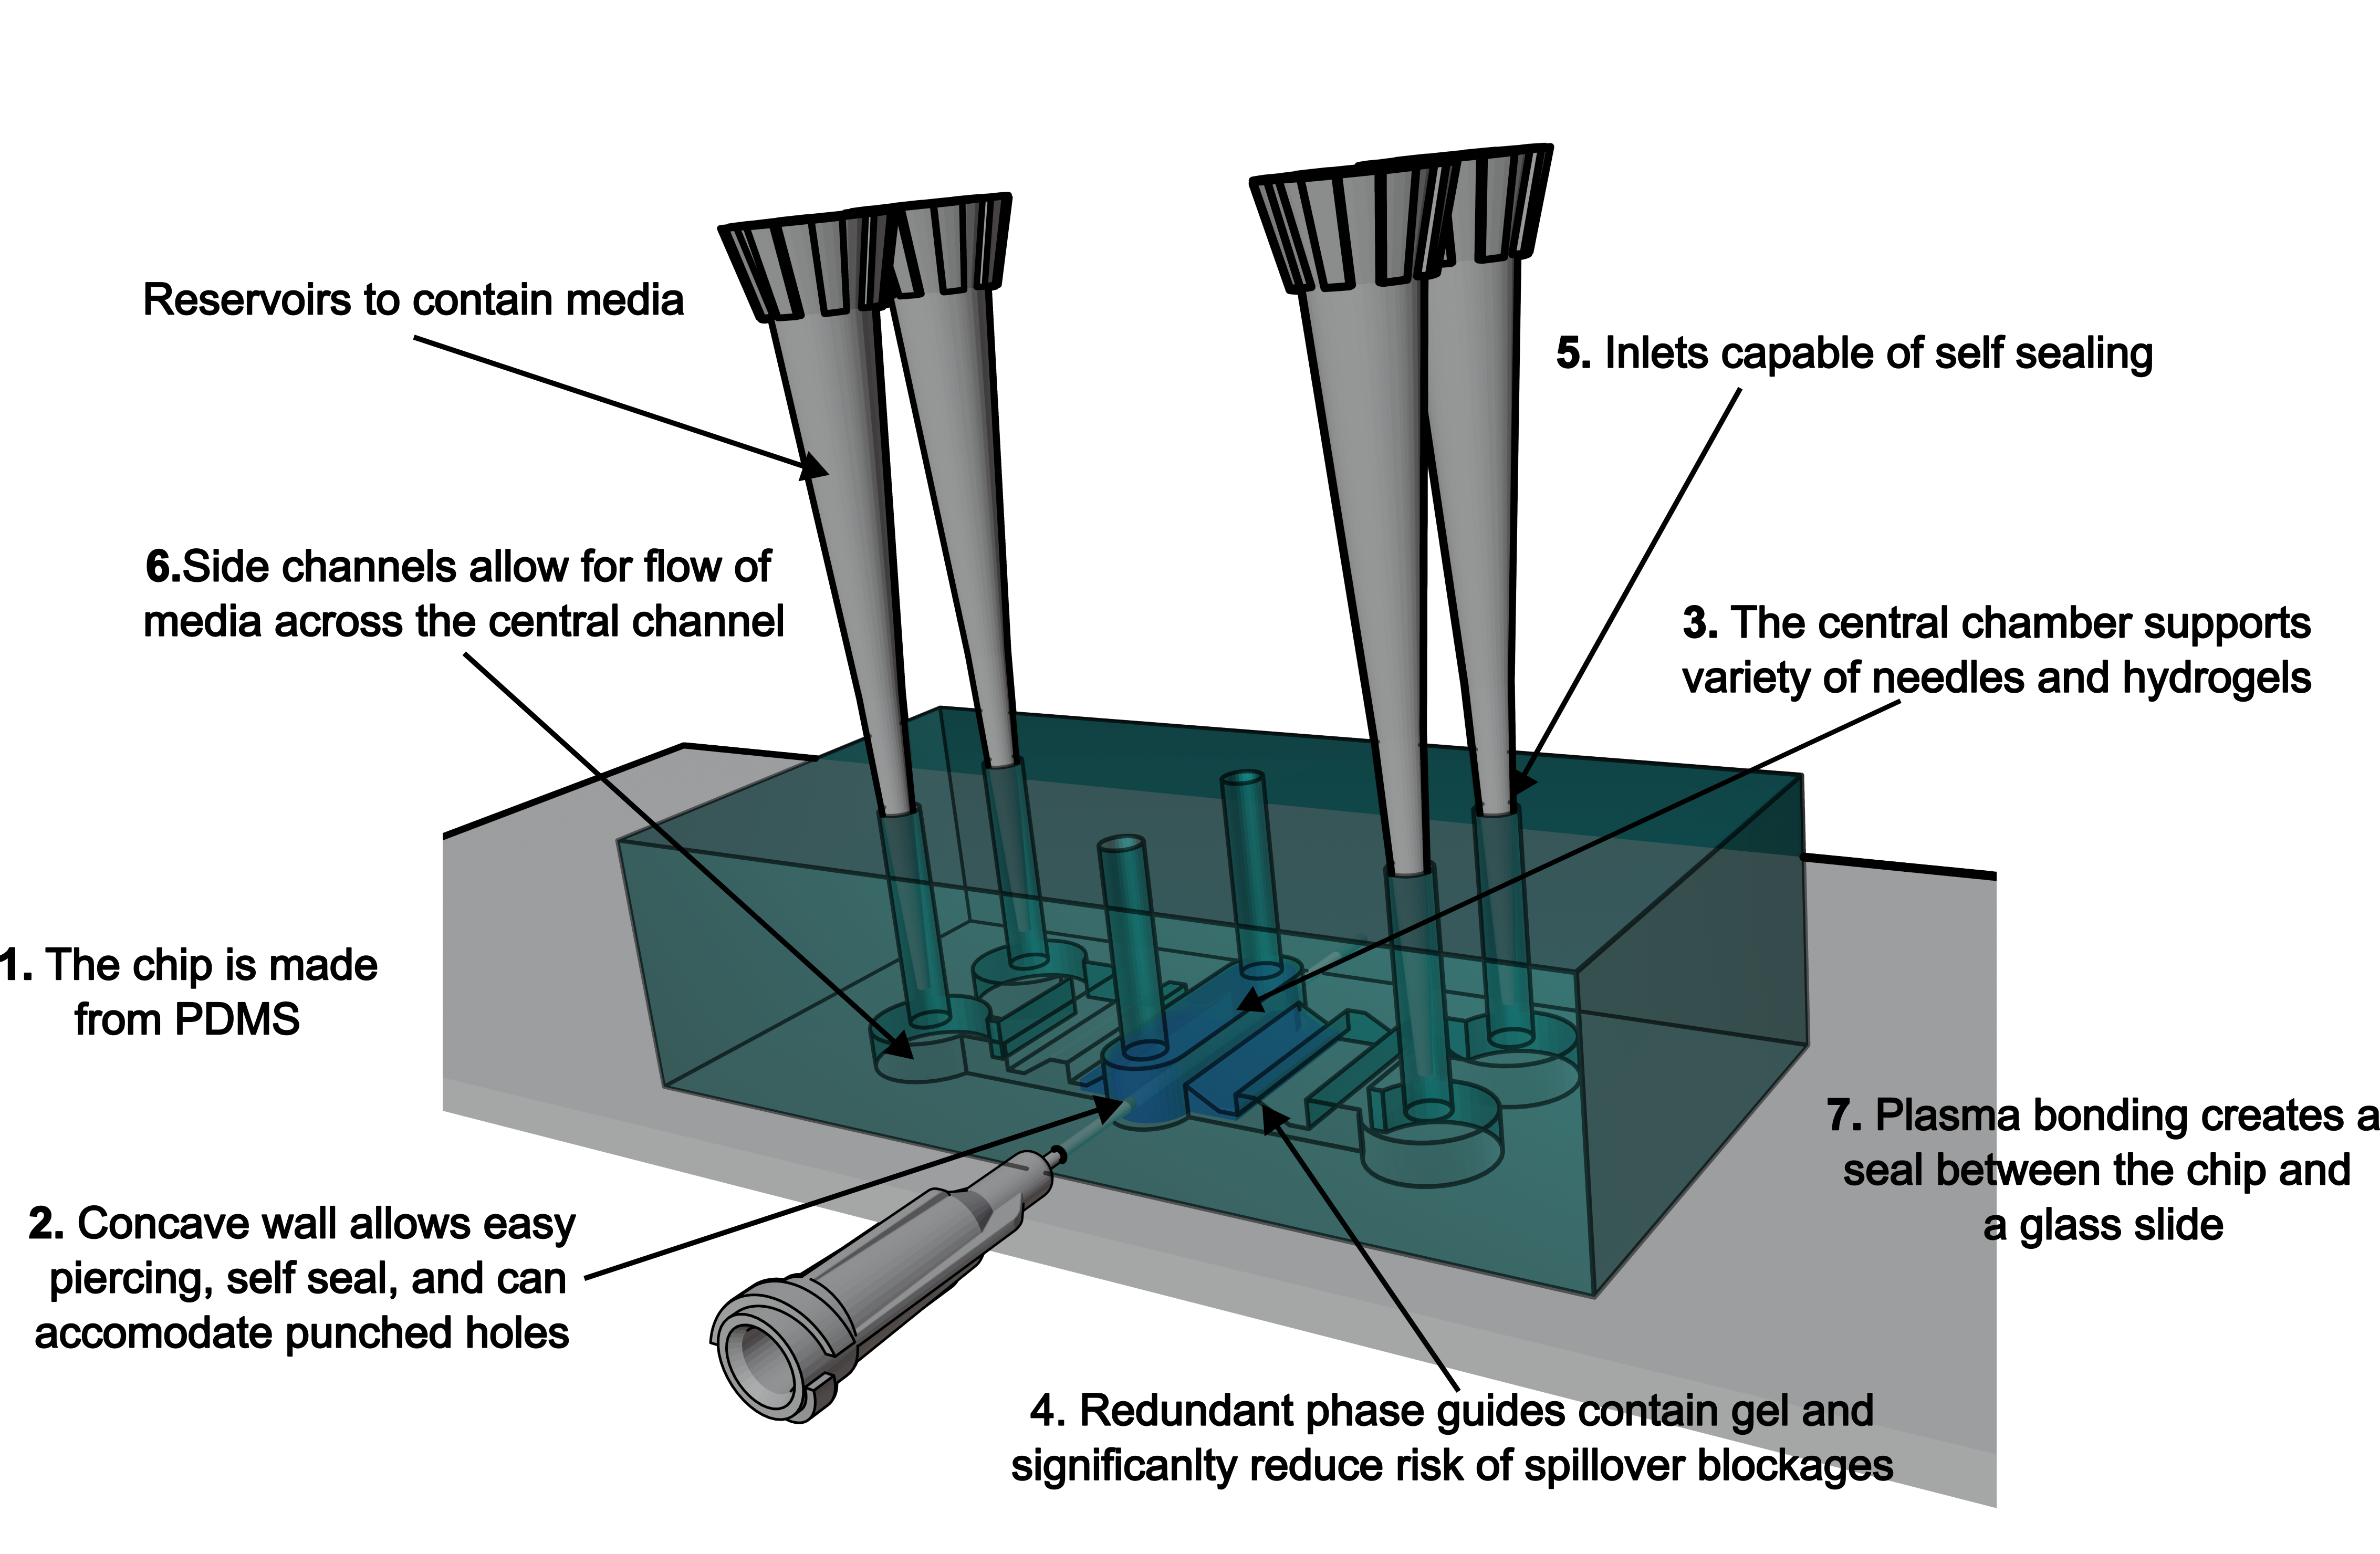 Reservoirs to contain media
5. Inlets capable of self sealing
6.Side channels allow for flow of
media across the central channel
3. The central chamber supports
variety of needles and hydrogels
1. The chip is made
from PDMS
7. Plasma bonding creates a
seal between the chip and
a glass slide
2. Concave wall allows easy
piercing, self seal, and can
accomodate punched holes
4. Redundant phase guides contain gel and
significanlty reduce risk of spillover blockages